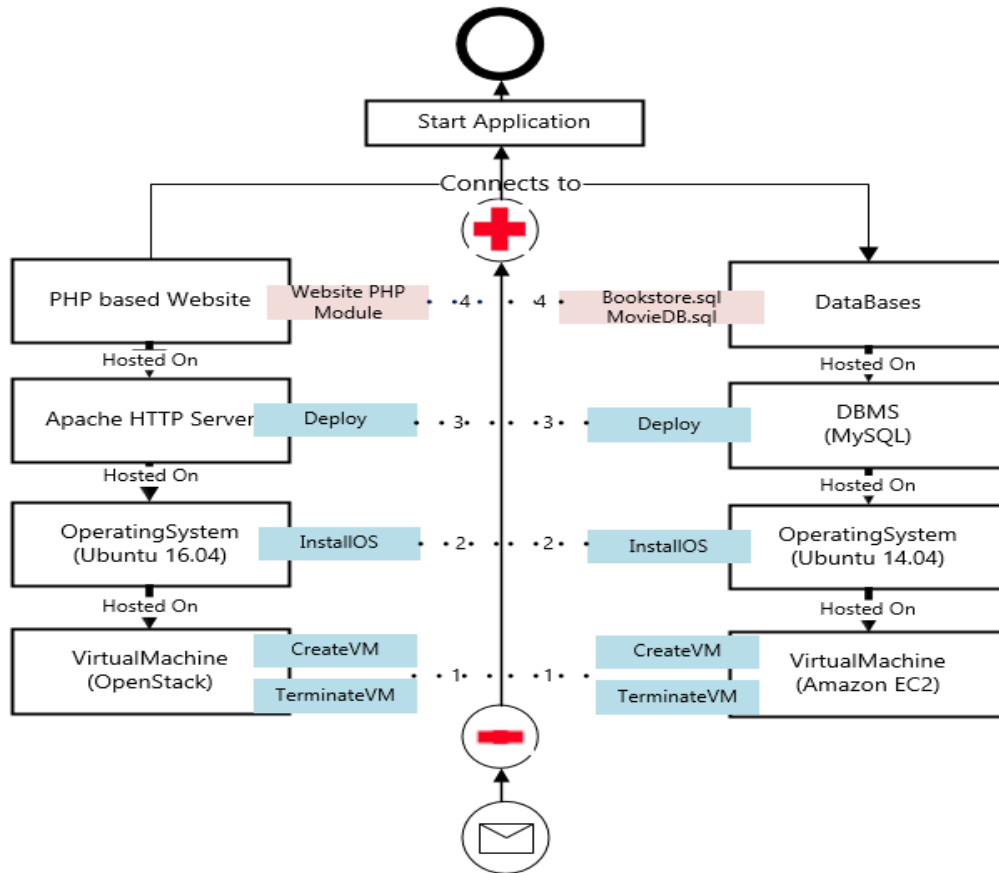 Start Application
Connects to
PHP based Website
Website PHP
Module
4
4
Bookstore.sql
MovieDB.sql
DataBases
Hosted On
Hosted On
Apache HTTP Server
Deploy
3
3
Deploy
DBMS
(MySQL)
Hosted On
Hosted On
OperatingSystem
(Ubuntu 16.04)
InstallOS
2
2
InstallOS
OperatingSystem
(Ubuntu 14.04)
Hosted On
Hosted On
VirtualMachine
(OpenStack)
CreateVM
TerminateVM
1
1
CreateVM
TerminateVM
VirtualMachine
(Amazon EC2)